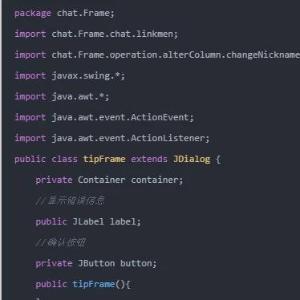 package chat.Frame;
import chat.Frame.chat.linkmen;
import chat.Frame.operation.alterColumn.changeNickname
import javax.swing.*;
import java.awt.*;
import java.awt.event.ActionEvent;
import java.awt.event.ActionListener;
public class tipFrame extends JDialog {
private Container container;
//显示错误信息
public JLabel label;
//确认按钮
private JButton button;
public tipFrame(){